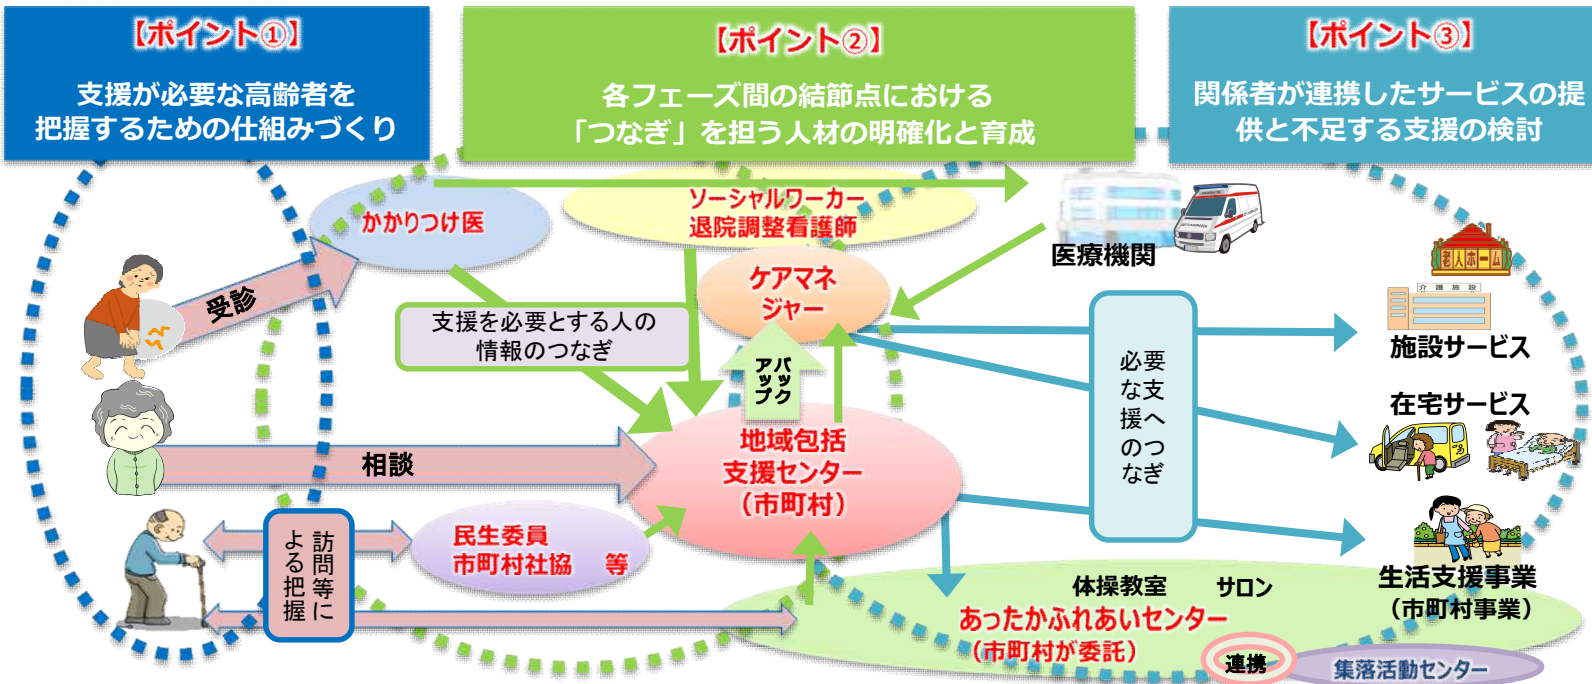 【ポイント①】
支援が必要な高齢者を
把握するための仕組みづくり
【ポイント②】
各フェーズ間の結節点における
「つなぎ」を担う人材の明確化と育成
【ポイント③】
関係者が連携したサービスの提
供と不足する支援の検討
かかりつけ医
ソーシャルワーカー
退院調整看護師
医療機関
老人ホーム
介護施設
施設サービス
ケアマネ
ジャー
受診
支援を必要とする人の
情報のつなぎ
バック
アップ
必要
な支
援へ
のつ
なぎ
在宅サービス
相談
地域包括
支援センター
（市町村）
訪問等に
よる把握
民生委員
市町村社協　等
生活支援事業
（市町村事業）
体操教室　サロン
あったかふれあいセンター
（市町村が委託）
連携
集落活動センター